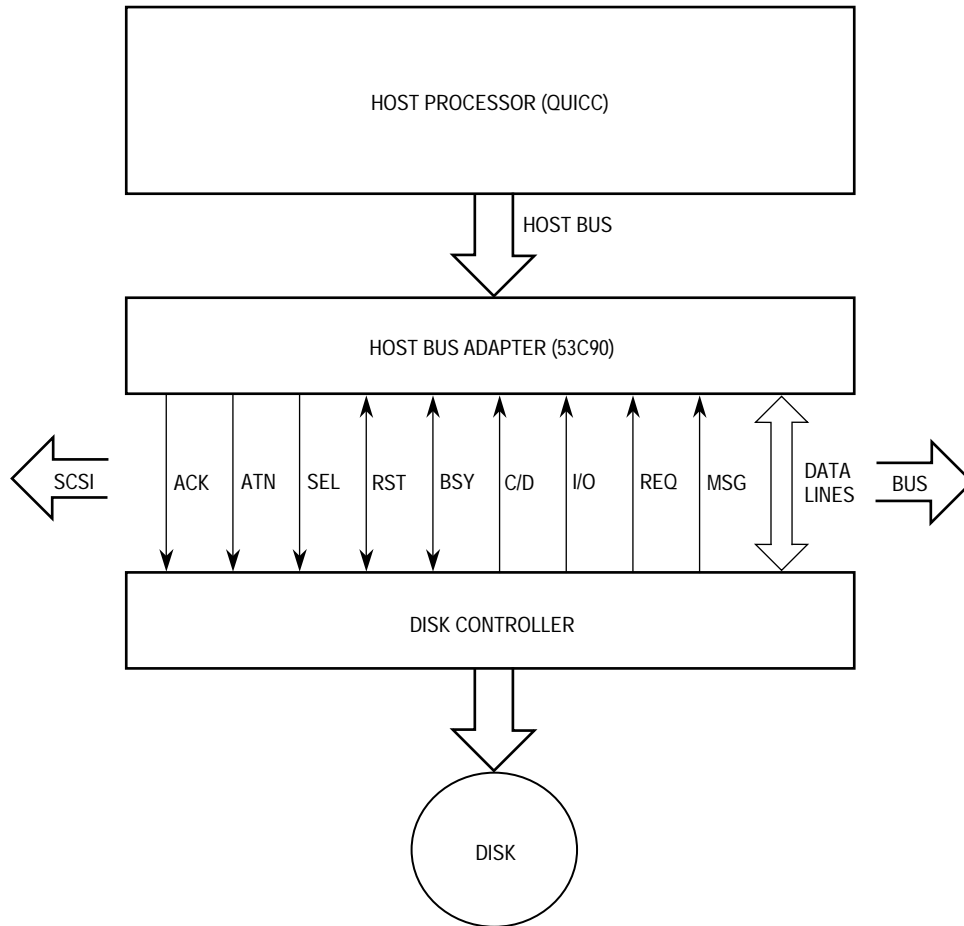 HOST PROCESSOR (QUICC)
HOST BUS
HOST BUS ADAPTER (53C90)
SCSI
ACK
ATN
SEL
RST
BSY
C/D
I/O
REQ
MSG
DATA
LINES
BUS
DISK CONTROLLER
DISK